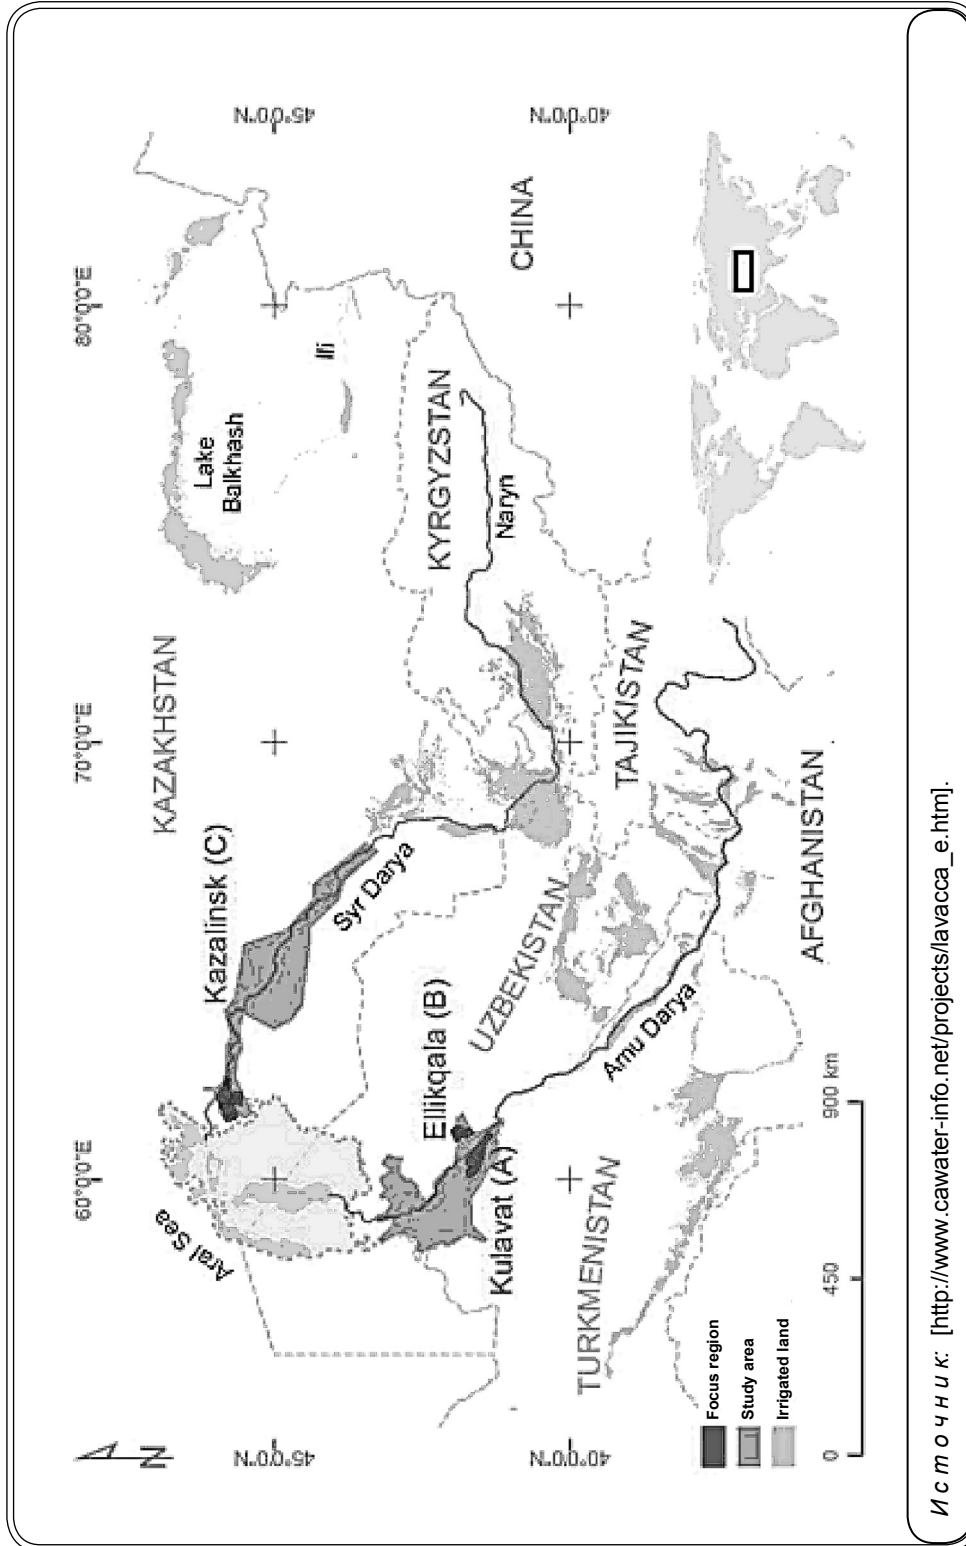 80°0'0"E
70°0'0"E
60°0'0"E
45°0'0"N
45°0'0"N
40°0'0"N
40°0'0"N
N
KAZAKHSTAN
Lake
Balkhash
Ili
Aral Sea
Kazalinsk (C)
Syr Darya
KYRGYZSTAN
Naryn
CHINA
Ellikqala (B)
UZBEKISTAN
Kulavat (A)
TAJIKISTAN
TURKMENISTAN
Amu Darya
AFGHANISTAN
Focus region
Study area
Irrigated land
0 450 900 km
Источник: [http://www.cawater-info.net/projects/lavacca_e.htm].